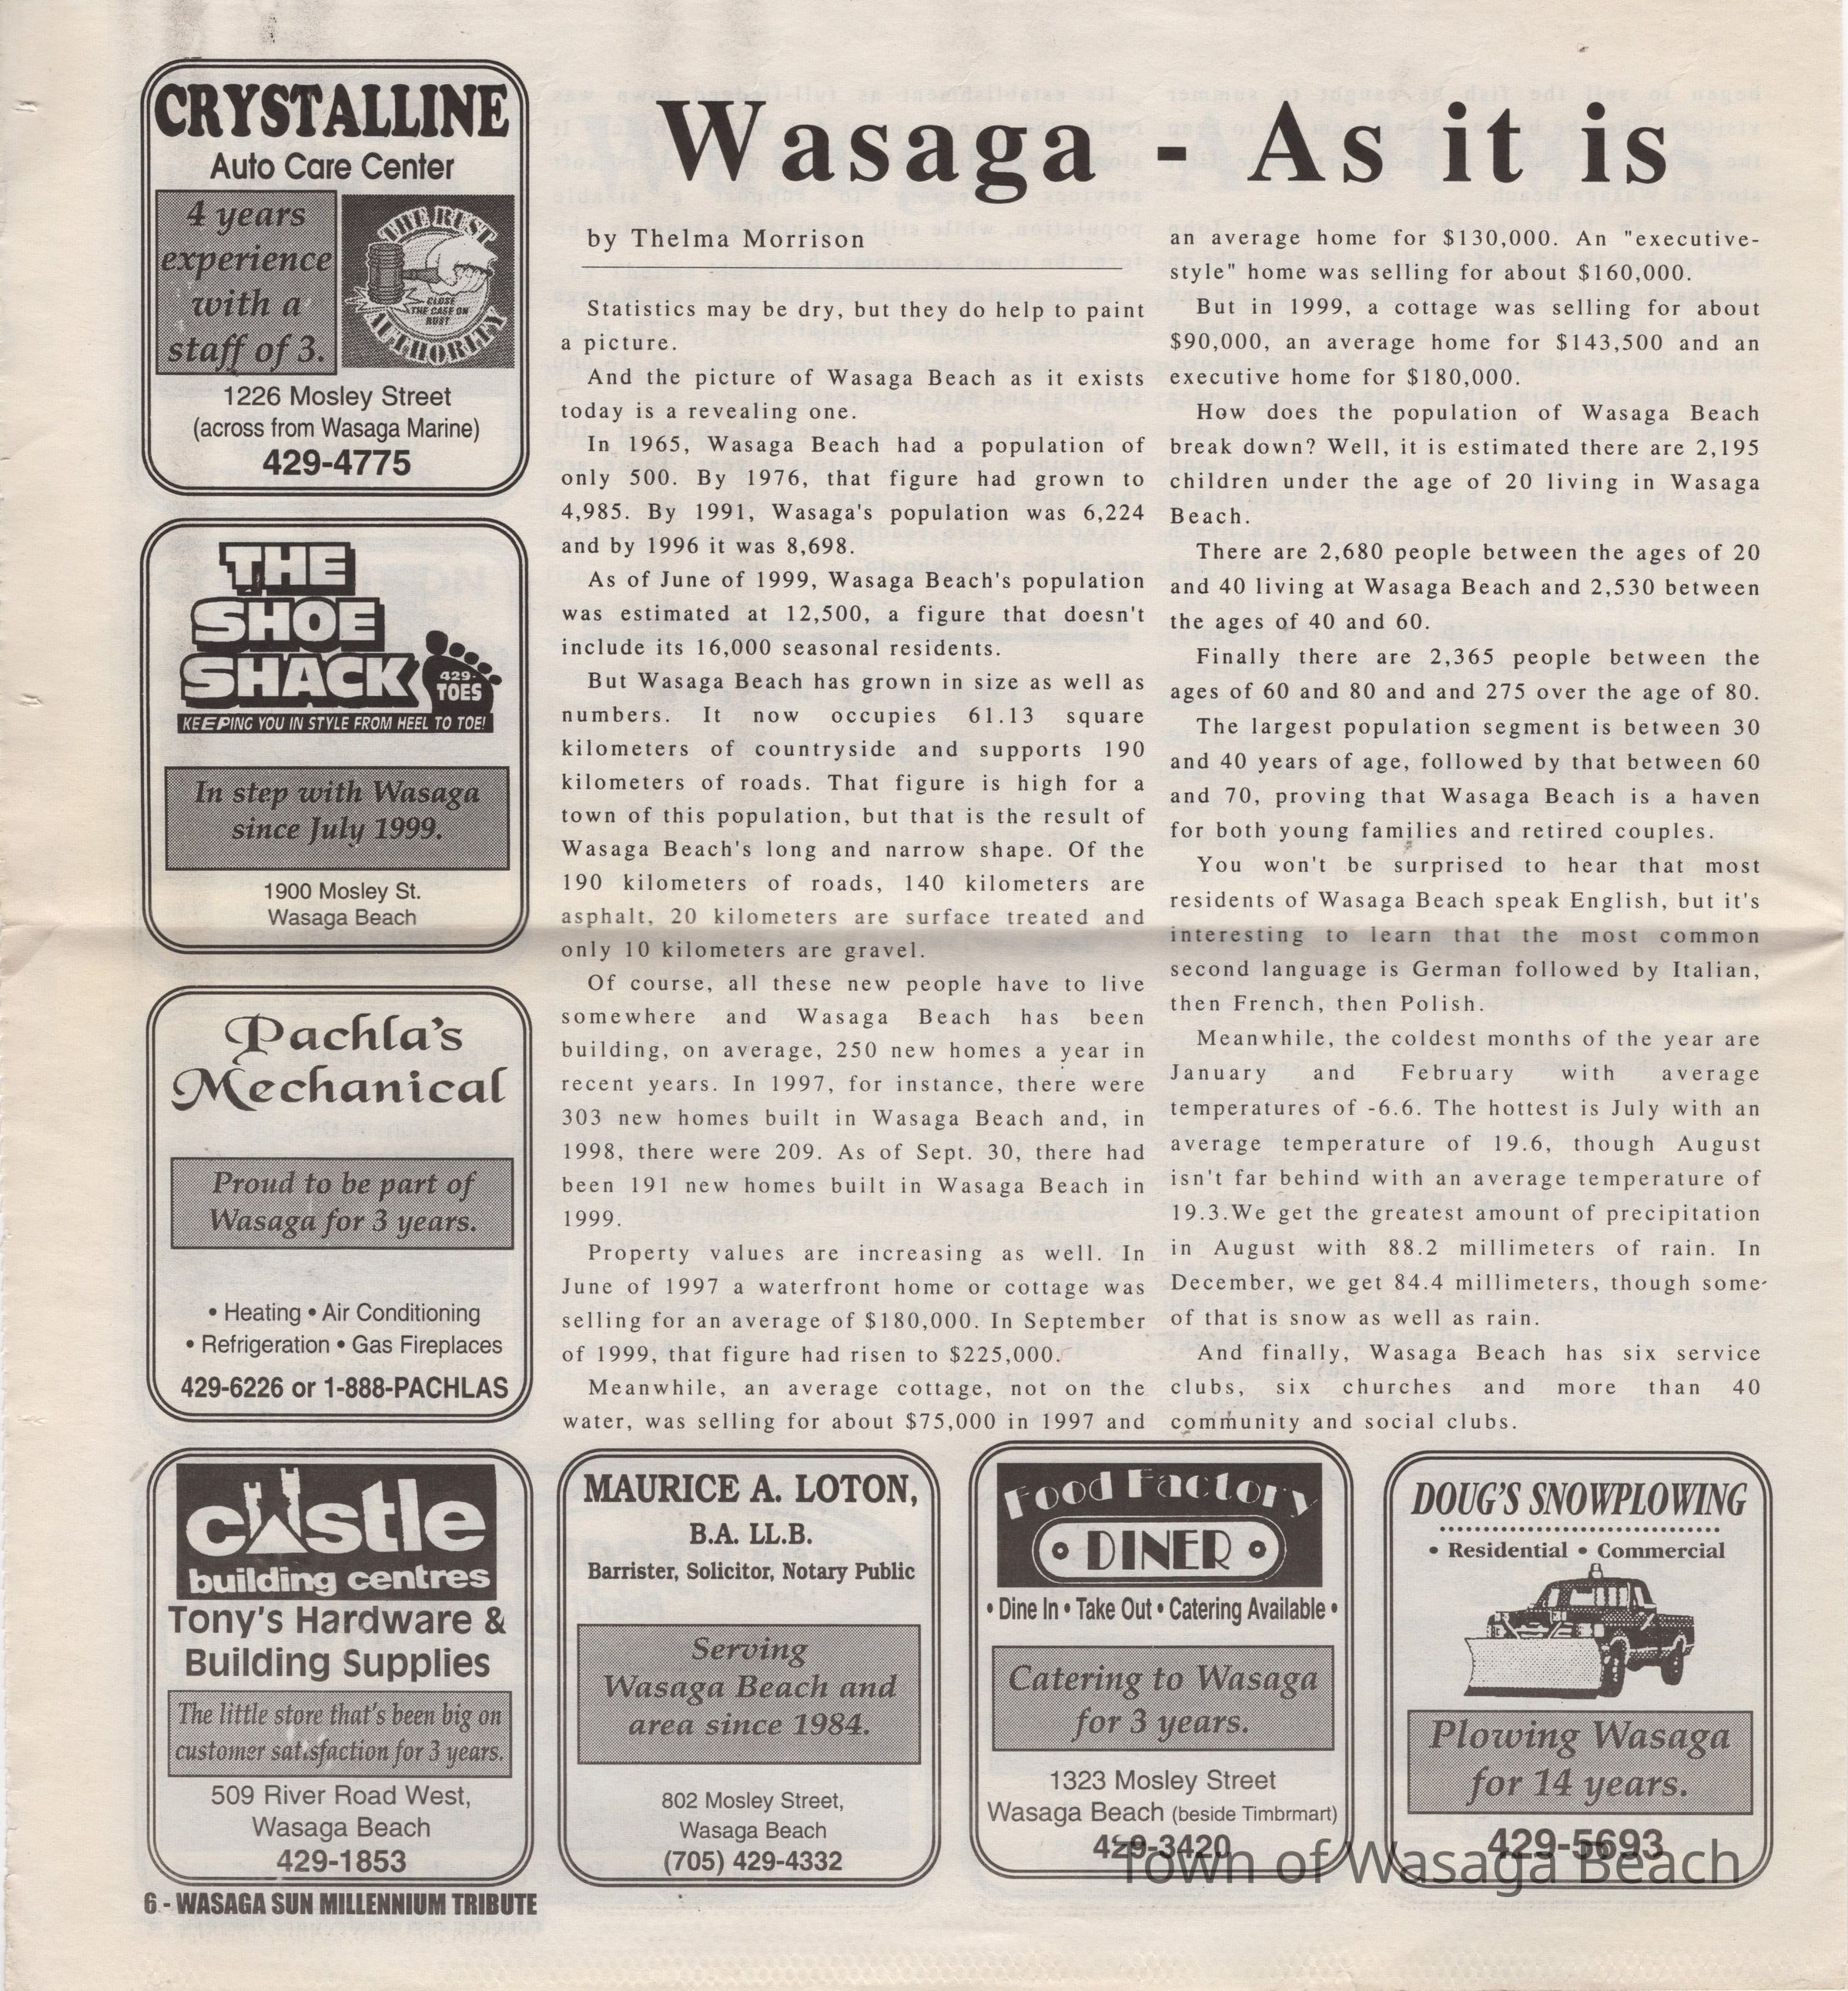 CRYSTALLINE
Auto Care Center
4 years
experience
with a
staff of 3.
THE RUST
CLOSE
THE CASE ON
RUST
AUTHORITY
1226 Mosley Street
(across from Wasaga Marine)
429-4775
THE
SHOE
SHACK
429-
TOES
KEEPING YOU IN STYLE FROM HEEL TO TOE!
In step with Wasaga
since July 1999.
1900 Mosley St.
Wasaga Beach
Pachla's
Mechanical
Proud to be part of
Wasaga for 3 years.
• Heating • Air Conditioning
• Refrigeration • Gas Fireplaces
429-6226 or 1-888-PACHLAS
Wasaga - As it is
by Thelma Morrison
Statistics may be dry, but they do help to paint
a picture.
And the picture of Wasaga Beach as it exists
today is a revealing one.
In 1965, Wasaga Beach had a population of
only 500. By 1976, that figure had grown to
4,985. By 1991, Wasaga's population was 6,224
and by 1996 it was 8,698.
As of June of 1999, Wasaga Beach's population
was estimated at 12,500, a figure that doesn't
include its 16,000 seasonal residents.
But Wasaga Beach has grown in size as well as
numbers. It now occupies 61.13 square
kilometers of countryside and supports 190
kilometers of roads. That figure is high for a
town of this population, but that is the result of
Wasaga Beach's long and narrow shape. Of the
190 kilometers of roads, 140 kilometers are
asphalt, 20 kilometers are surface treated and
only 10 kilometers are gravel.
Of course, all these new people have to live
somewhere and Wasaga Beach has been
building, on average, 250 new homes a year in
recent years. In 1997, for instance, there were
303 new homes built in Wasaga Beach and, in
1998, there were 209. As of Sept. 30, there had
been 191 new homes built in Wasaga Beach in
1999.
Property values are increasing as well. In
June of 1997 a waterfront home or cottage was
selling for an average of $180,000. In September
of 1999, that figure had risen to $225,000.
Meanwhile, an average cottage, not on the
water, was selling for about $75,000 in 1997 and
an average home for $130,000. An "executive-
style" home was selling for about $160,000.
But in 1999, a cottage was selling for about
$90,000, an average home for $143,500 and an
executive home for $180,000.
How does the population of Wasaga Beach
break down? Well, it is estimated there are 2,195
children under the age of 20 living in Wasaga
Beach.
There are 2,680 people between the ages of 20
and 40 living at Wasaga Beach and 2,530 between
the ages of 40 and 60.
Finally there are 2,365 people between the
ages of 60 and 80 and and 275 over the age of 80.
The largest population segment is between 30
and 40 years of age, followed by that between 60
and 70, proving that Wasaga Beach is a haven
for both young families and retired couples.
You won't be surprised to hear that most
residents of Wasaga Beach speak English, but it's
interesting to learn that the most common
second language is German followed by Italian,
then French, then Polish.
Meanwhile, the coldest months of the year are
January and February with average
temperatures of -6.6. The hottest is July with an
average temperature of 19.6, though August
isn't far behind with an average temperature of
19.3.We get the greatest amount of precipitation
in August with 88.2 millimeters of rain. In
December, we get 84.4 millimeters, though some-
of that is snow as well as rain.
And finally, Wasaga Beach has six service
clubs, six churches and more than 40
community and social clubs.
castle
building centres
Tony's Hardware &
Building Supplies
The little store that's been big on
customer satisfaction for 3 years.
509 River Road West,
Wasaga Beach
429-1853
MAURICE A. LOTON,
B.A. LL.B.
Barrister, Solicitor, Notary Public
Serving
Wasaga Beach and
area since 1984.
802 Mosley Street,
Wasaga Beach
(705) 429-4332
Food Factory
DINER
• Dine In • Take Out • Catering Available •
Catering to Wasaga
for 3 years.
1323 Mosley Street
Wasaga Beach (beside Timbrmart)
429-3420
DOUG'S SNOWPLOWING
• Residential • Commercial
Plowing Wasaga
for 14 years.
429-5693
Town of Wasaga Beach
6 - WASAGA SUN MILLENNIUM TRIBUTE